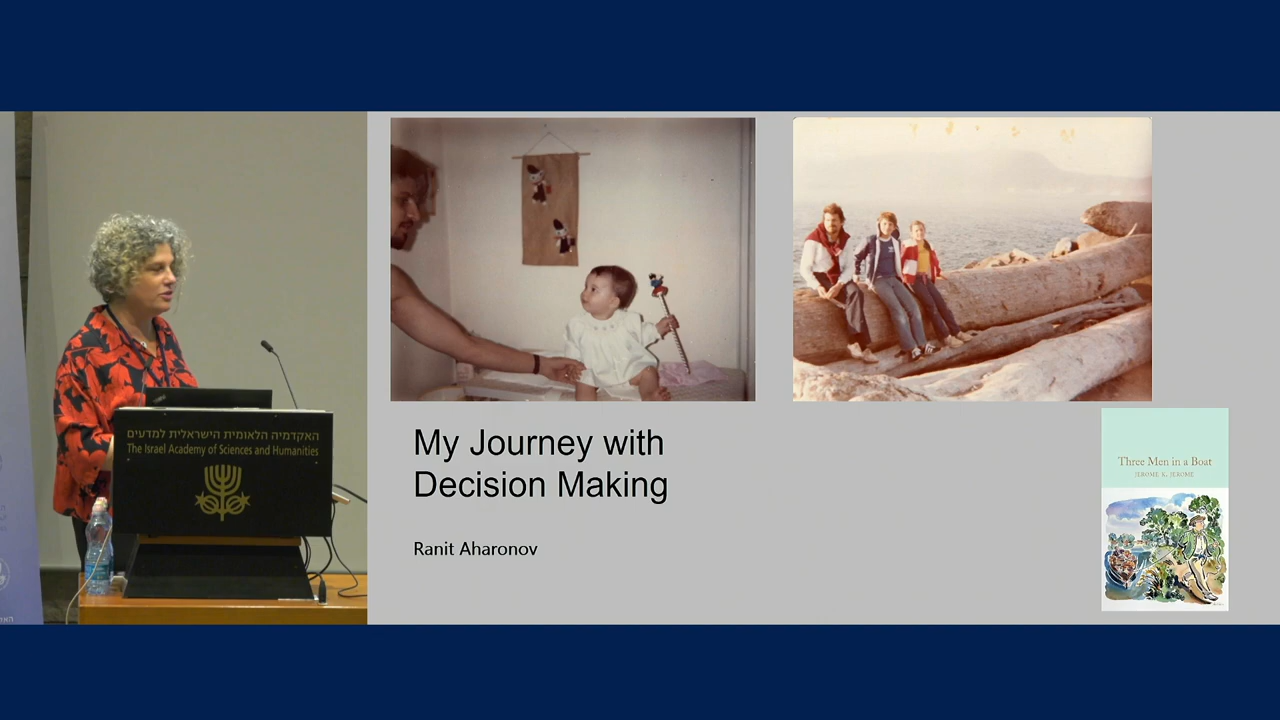 האקדמיה הלאומית הישראלית למדעים
The Israel Academy of Sciences and Humanities
My Journey with
Decision Making
Ranit Aharonov
Three Men in a Boat
JEROME K. JEROME